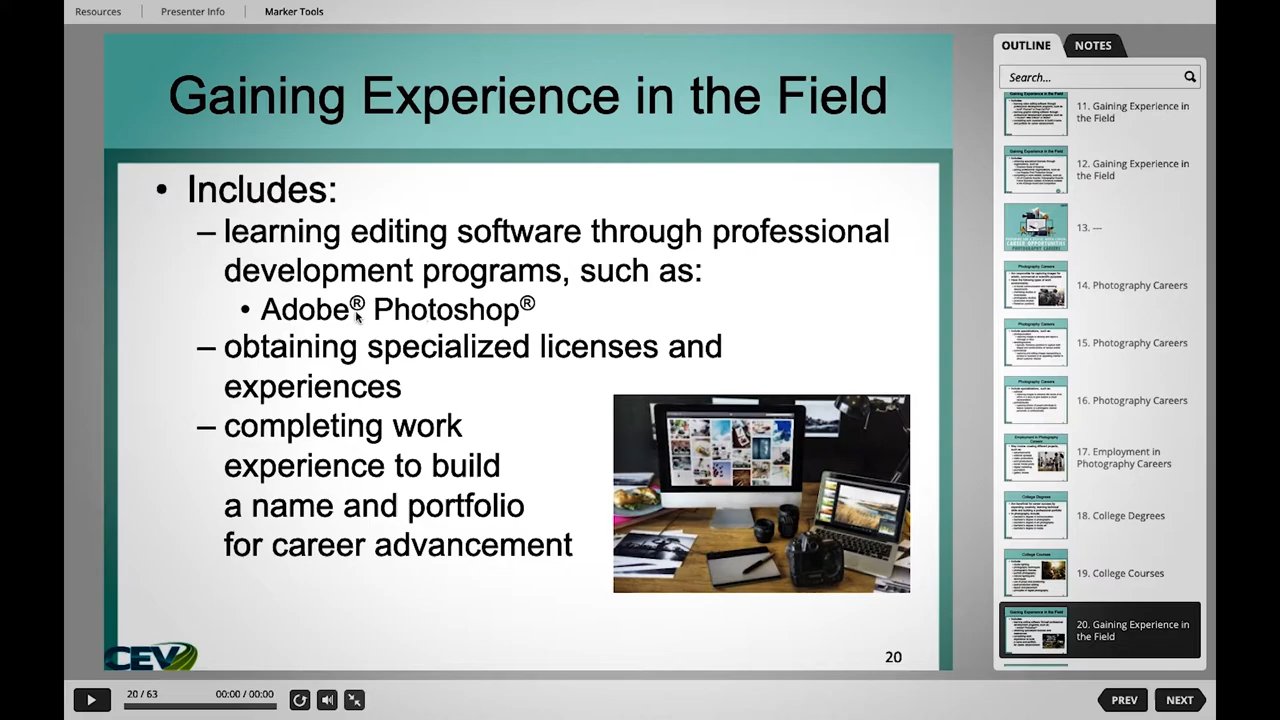 Resources
Presenter Info
Marker Tools
Gaining Experience in the Field
• Includes:
– learning editing software through professional
development programs, such as:
• Adobe® Photoshop®
– obtaining specialized licenses and
experiences
– completing work
experience to build
a name and portfolio
for career advancement
CEV
20
OUTLINE
NOTES
Search...
11. Gaining Experience in
the Field
12. Gaining Experience in
the Field
13. ---
14. Photography Careers
15. Photography Careers
16. Photography Careers
17. Employment in
Photography Careers
18. College Degrees
19. College Courses
20. Gaining Experience in
the Field
20 / 63
00:00 / 00:00
PREV
NEXT